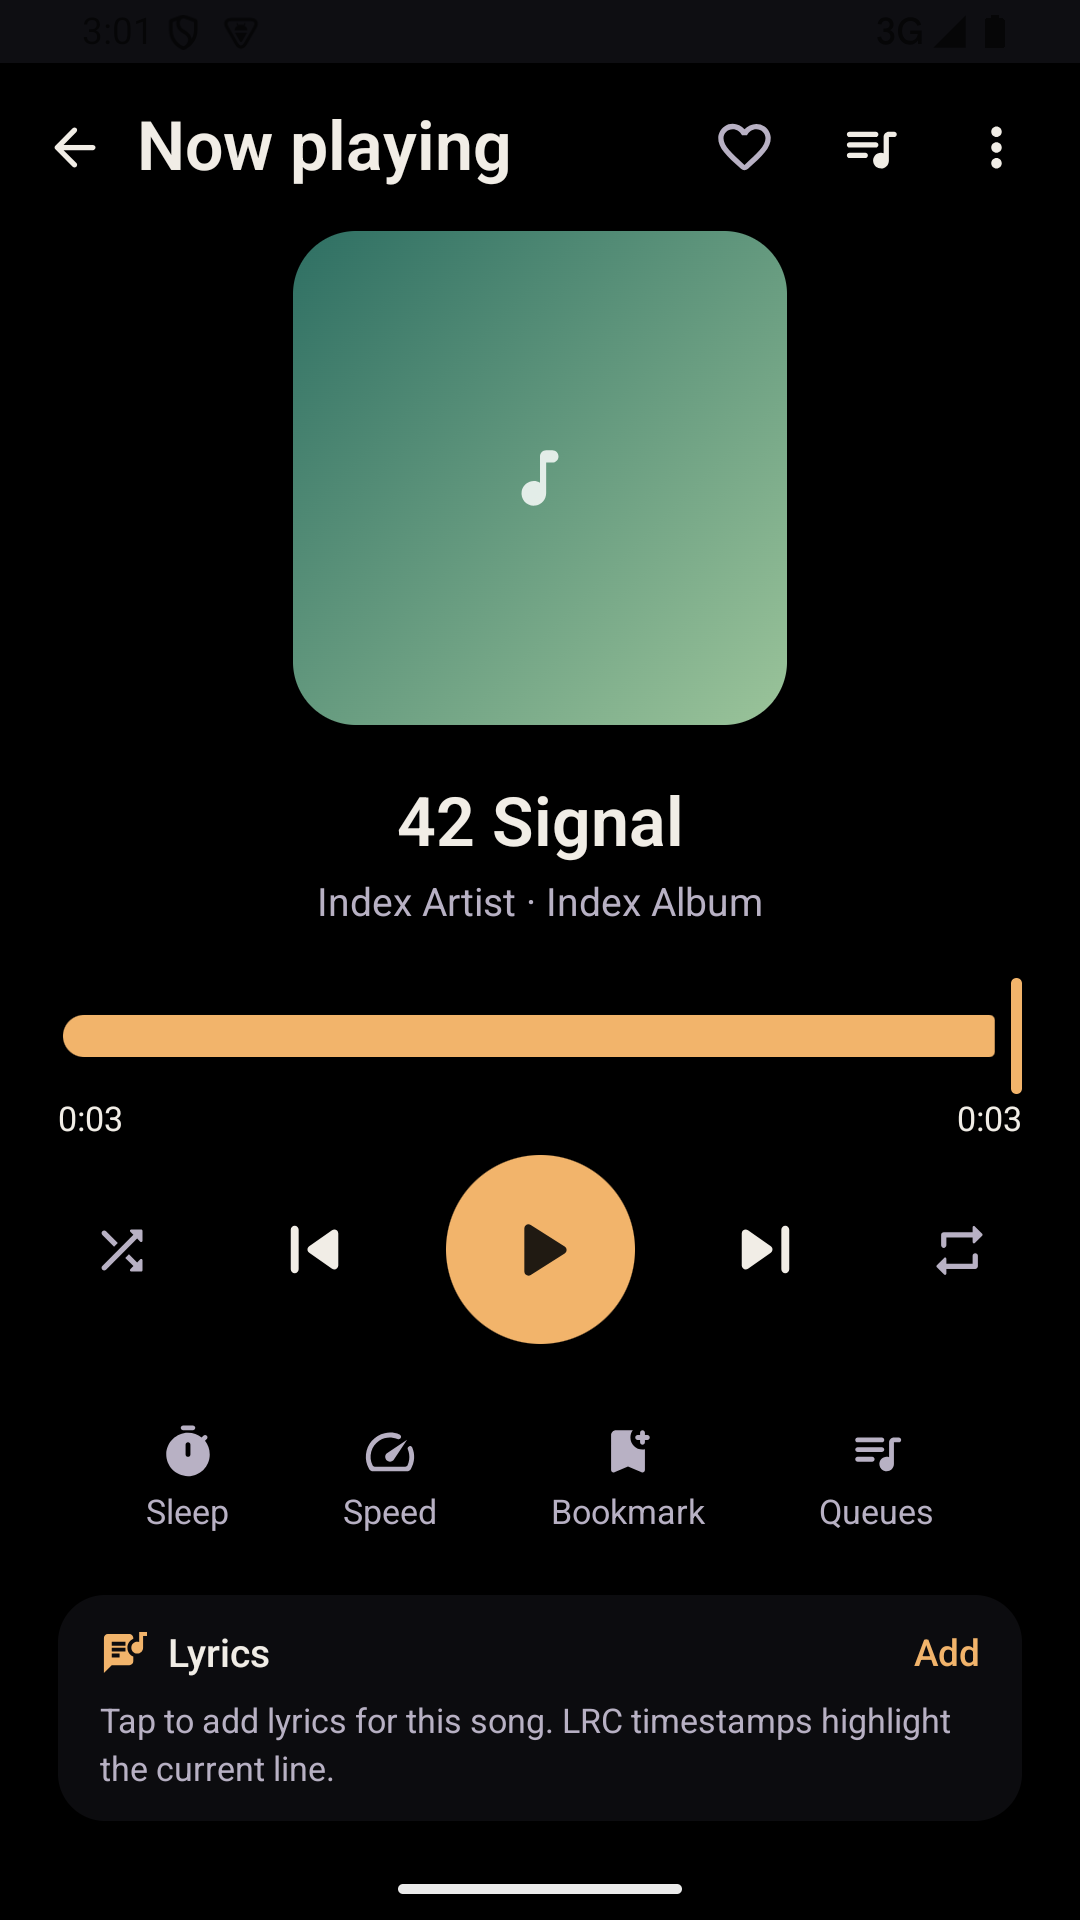 3:01
3G
Now playing
42 Signal
Index Artist · Index Album
0:03
0:03
Sleep
Speed
Bookmark
Queues
Lyrics
Add
Tap to add lyrics for this song. LRC timestamps highlight
the current line.